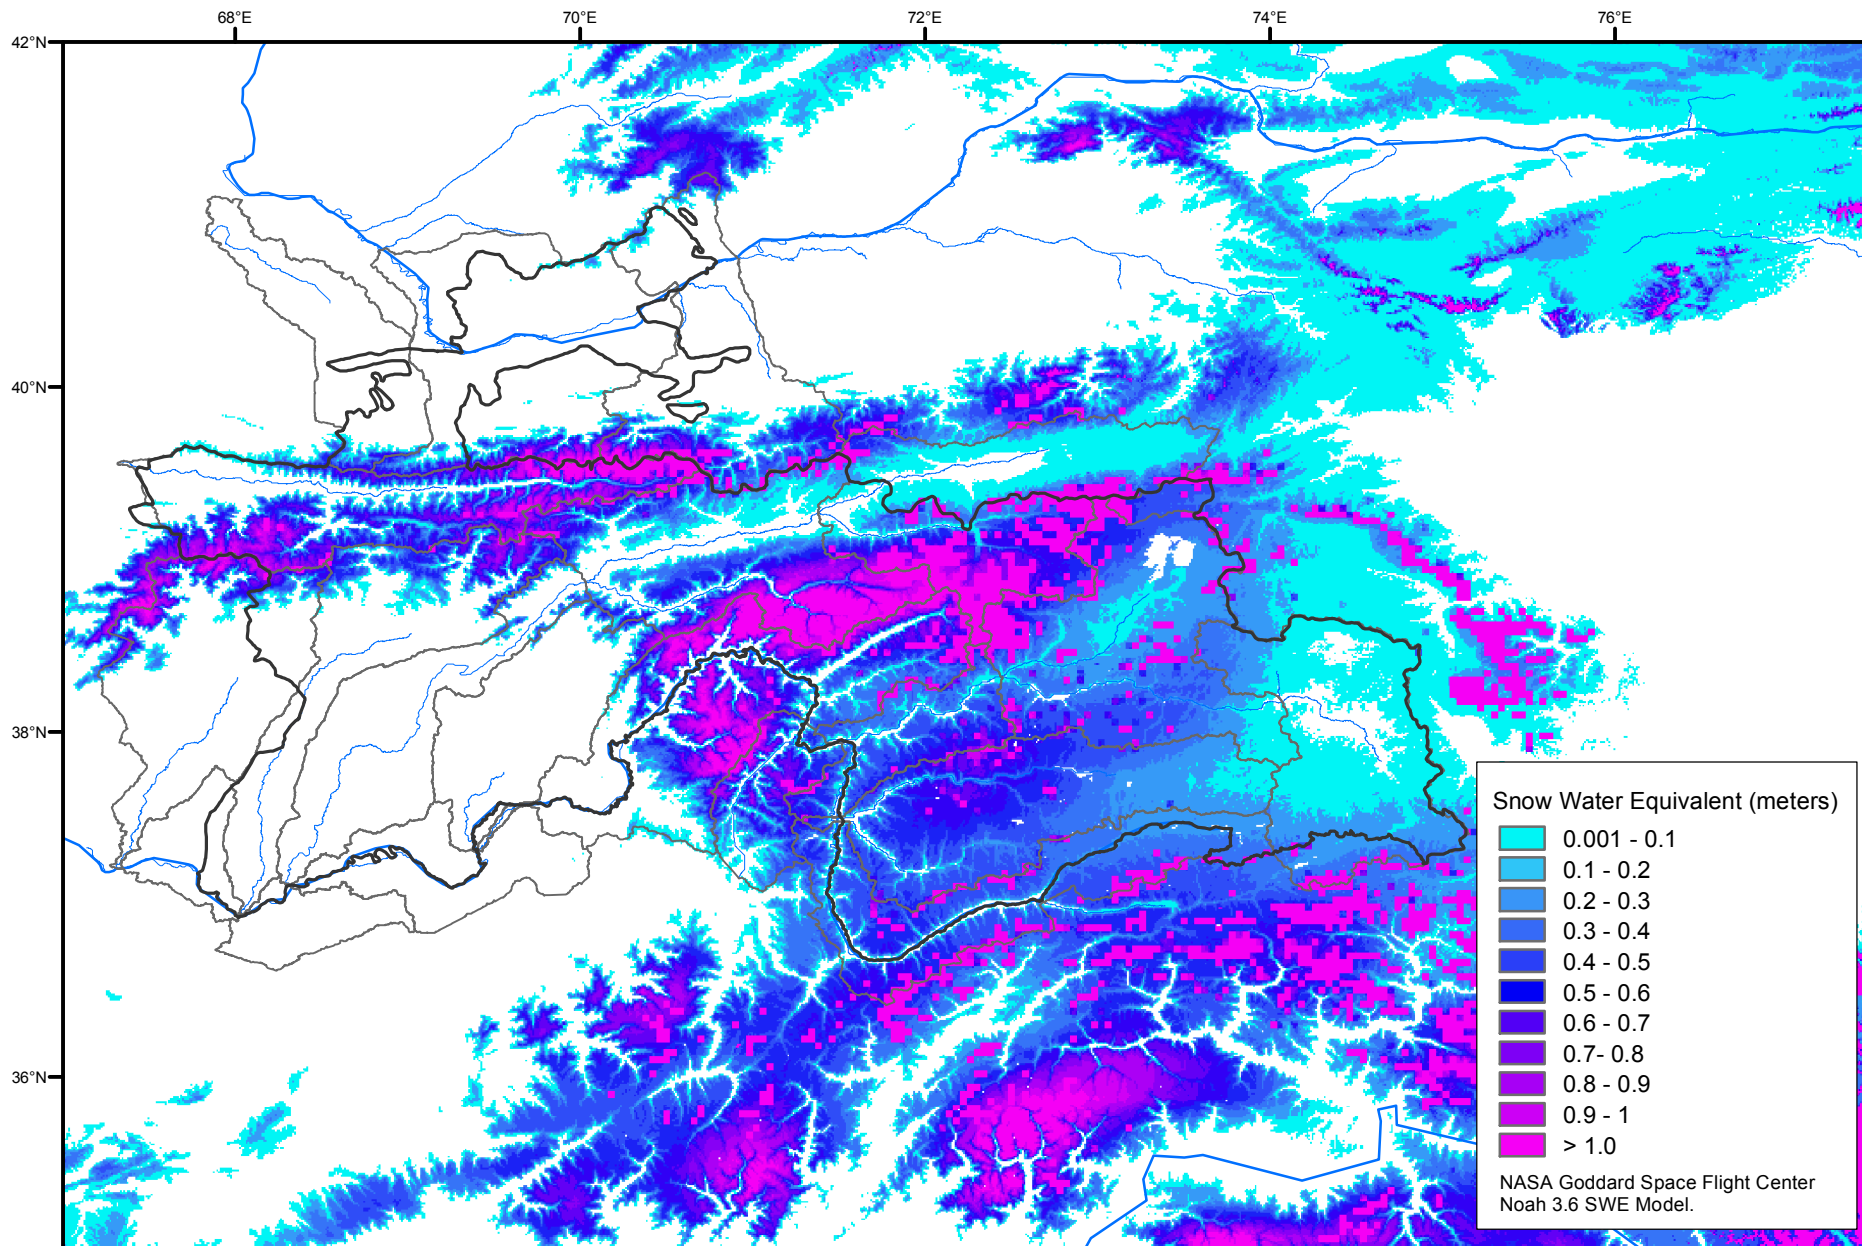 68°E
70°E
72°E
74°E
76°E
42°N
40°N
38°N
36°N
Snow Water Equivalent (meters)
0.001 - 0.1
0.1 - 0.2
0.2 - 0.3
0.3 - 0.4
0.4 - 0.5
0.5 - 0.6
0.6 - 0.7
0.7- 0.8
0.8 - 0.9
0.9 - 1
> 1.0
NASA Goddard Space Flight Center
Noah 3.6 SWE Model.